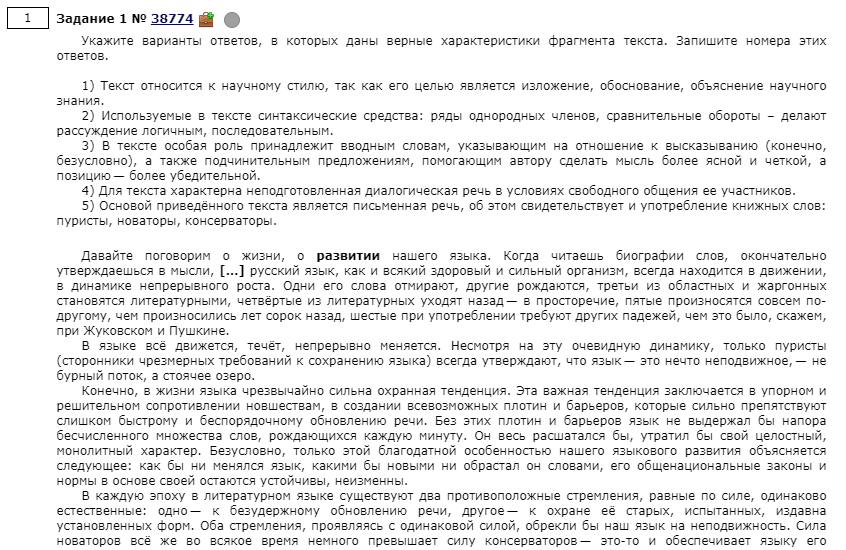 1
Задание 1 № 38774
Укажите варианты ответов, в которых даны верные характеристики фрагмента текста. Запишите номера этих
ответов.
1) Текст относится к научному стилю, так как его целью является изложение, обоснование, объяснение научного
знания.
2) Используемые в тексте синтаксические средства: ряды однородных членов, сравнительные обороты – делают
рассуждение логичным, последовательным.
3) В тексте особая роль принадлежит вводным словам, указывающим на отношение к высказыванию (конечно,
безусловно), а также подчинительным предложениям, помогающим автору сделать мысль более ясной и четкой, а
позицию — более убедительной.
4) Для текста характерна неподготовленная диалогическая речь в условиях свободного общения ее участников.
5) Основой приведённого текста является письменная речь, об этом свидетельствует и употребление книжных слов:
пуристы, новаторы, консерваторы.
Давайте поговорим о жизни, о развитии нашего языка. Когда читаешь биографии слов, окончательно
утверждаешься в мысли, [...] русский язык, как и всякий здоровый и сильный организм, всегда находится в движении,
в динамике непрерывного роста. Одни его слова отмирают, другие рождаются, третьи из областных и жаргонных
становятся литературными, четвёртые из литературных уходят назад — в просторечие, пятые произносятся совсем по-
другому, чем произносились лет сорок назад, шестые при употреблении требуют других падежей, чем это было, скажем,
при Жуковском и Пушкине.
В языке всё движется, течёт, непрерывно меняется. Несмотря на эту очевидную динамику, только пуристы
(сторонники чрезмерных требований к сохранению языка) всегда утверждают, что язык — это нечто неподвижное, — не
бурный поток, а стоячее озеро.
Конечно, в жизни языка чрезвычайно сильна охранная тенденция. Эта важная тенденция заключается в упорном и
решительном сопротивлении новшествам, в создании всевозможных плотин и барьеров, которые сильно препятствуют
слишком быстрому и беспорядочному обновлению речи. Без этих плотин и барьеров язык не выдержал бы напора
бесчисленного множества слов, рождающихся каждую минуту. Он весь расшатался бы, утратил бы свой целостный,
монолитный характер. Безусловно, только этой благодатной особенностью нашего языкового развития объясняется
следующее: как бы ни менялся язык, какими бы новыми ни обрастал он словами, его общенациональные законы и
нормы в основе своей остаются устойчивы, неизменны.
В каждую эпоху в литературном языке существуют два противоположные стремления, равные по силе, одинаково
естественные: одно — к безудержному обновлению речи, другое — к охране её старых, испытанных, издавна
установленных форм. Оба стремления, проявляясь с одинаковой силой, обрекли бы наш язык на неподвижность. Сила
новаторов всё же во всякое время немного превышает силу консерваторов — это-то и обеспечивает языку его